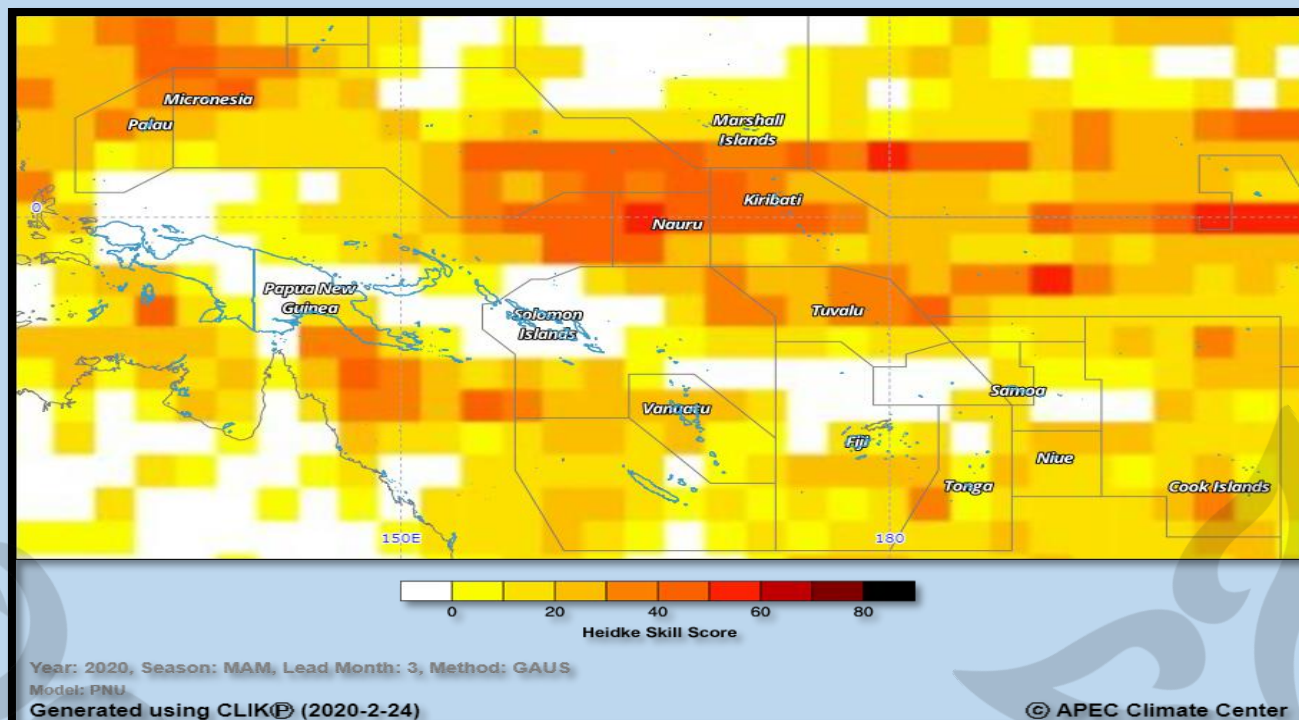 Micronesia
Palau
Marshall
Islands
Kiribati
0
Nauru
Papua New
Guinea
Solomon
Islands
Tuvalu
Samoa
Vanuatu
Fiji
Niue
Tonga
Cook Islands
150E
180
0 20 40 60 80
Heidke Skill Score
Year: 2020, Season: MAM, Lead Month: 3, Method: GAUS
Model: PNU
Generated using CLIKⓅ (2020-2-24)
© APEC Climate Center